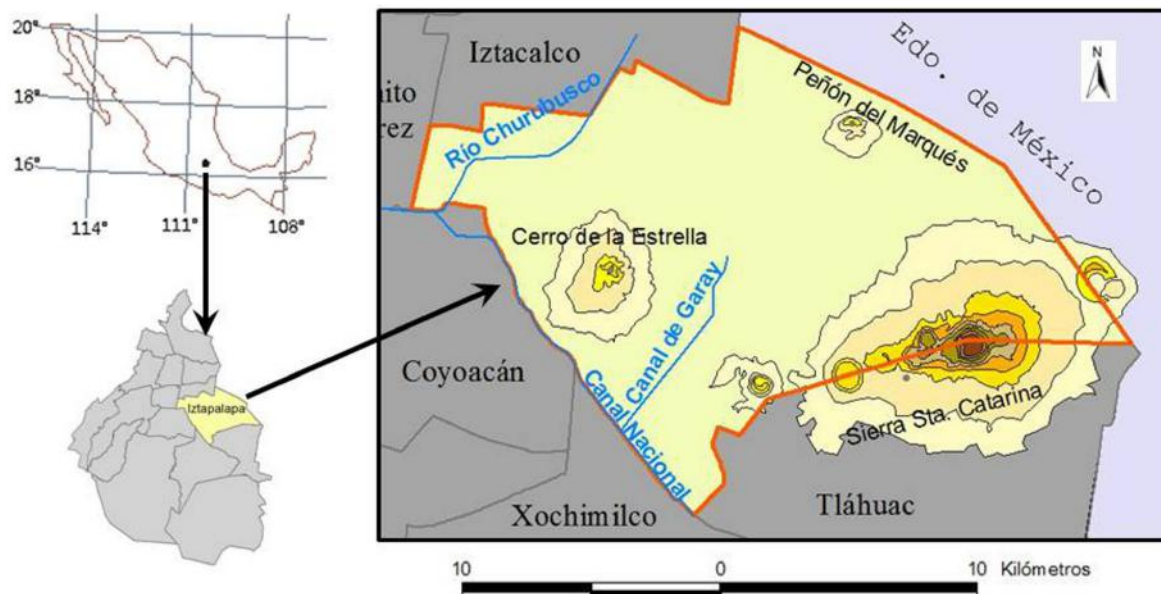 20°
18°
16°
114°
111°
108°
Iztapalapa
Iztacalco
Edo. de México
N
nito
rez
Río Churubusco
Peñón del Marqués
Cerro de la Estrella
Canal de Garay
Coyoacán
Canal Nacional
Sierra Sta. Catarina
Xochimilco
Tláhuac
10 0 10 Kilómetros